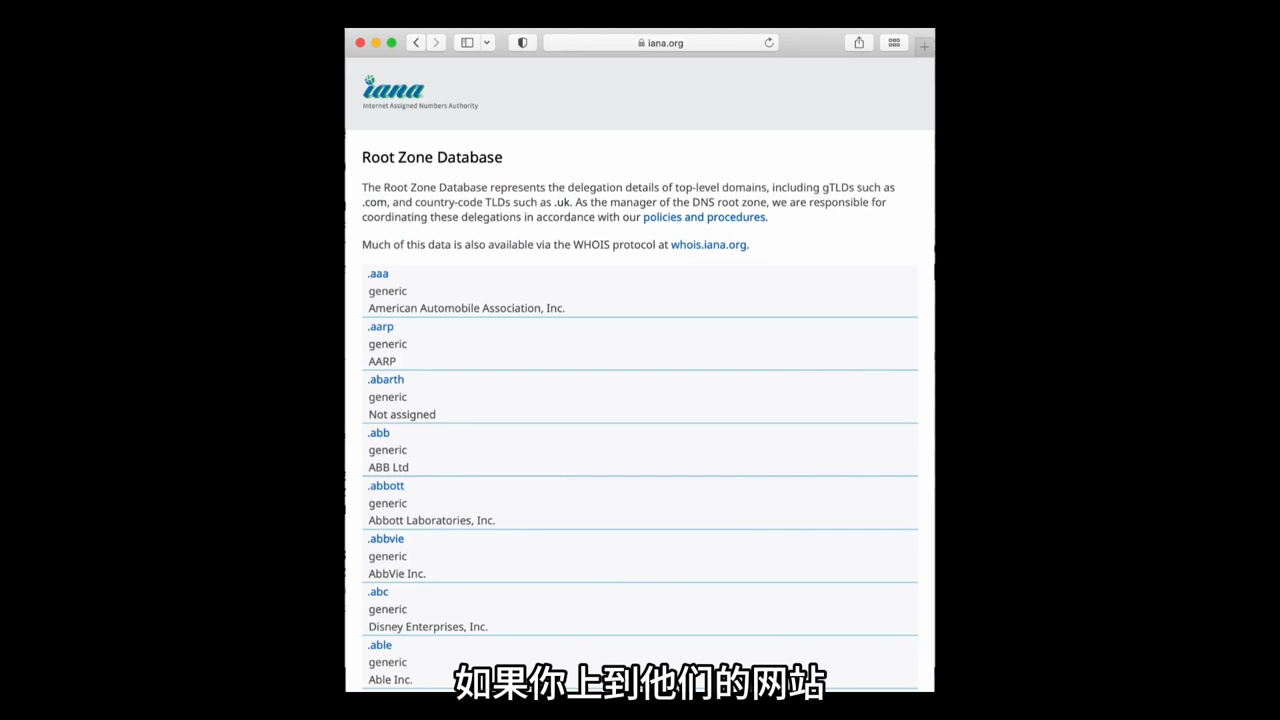 iana.org
iana
Internet Assigned Numbers Authority
Root Zone Database
The Root Zone Database represents the delegation details of top-level domains, including gTLDs such as
.com, and country-code TLDs such as .uk. As the manager of the DNS root zone, we are responsible for
coordinating these delegations in accordance with our policies and procedures.
Much of this data is also available via the WHOIS protocol at whois.iana.org.
.aaa
generic
American Automobile Association, Inc.
.aarp
generic
AARP
.abarth
generic
Not assigned
.abb
generic
ABB Ltd
.abbott
generic
Abbott Laboratories, Inc.
.abbvie
generic
AbbVie Inc.
.abc
generic
Disney Enterprises, Inc.
.able
generic
Able Inc.
如果你上到他们的网站